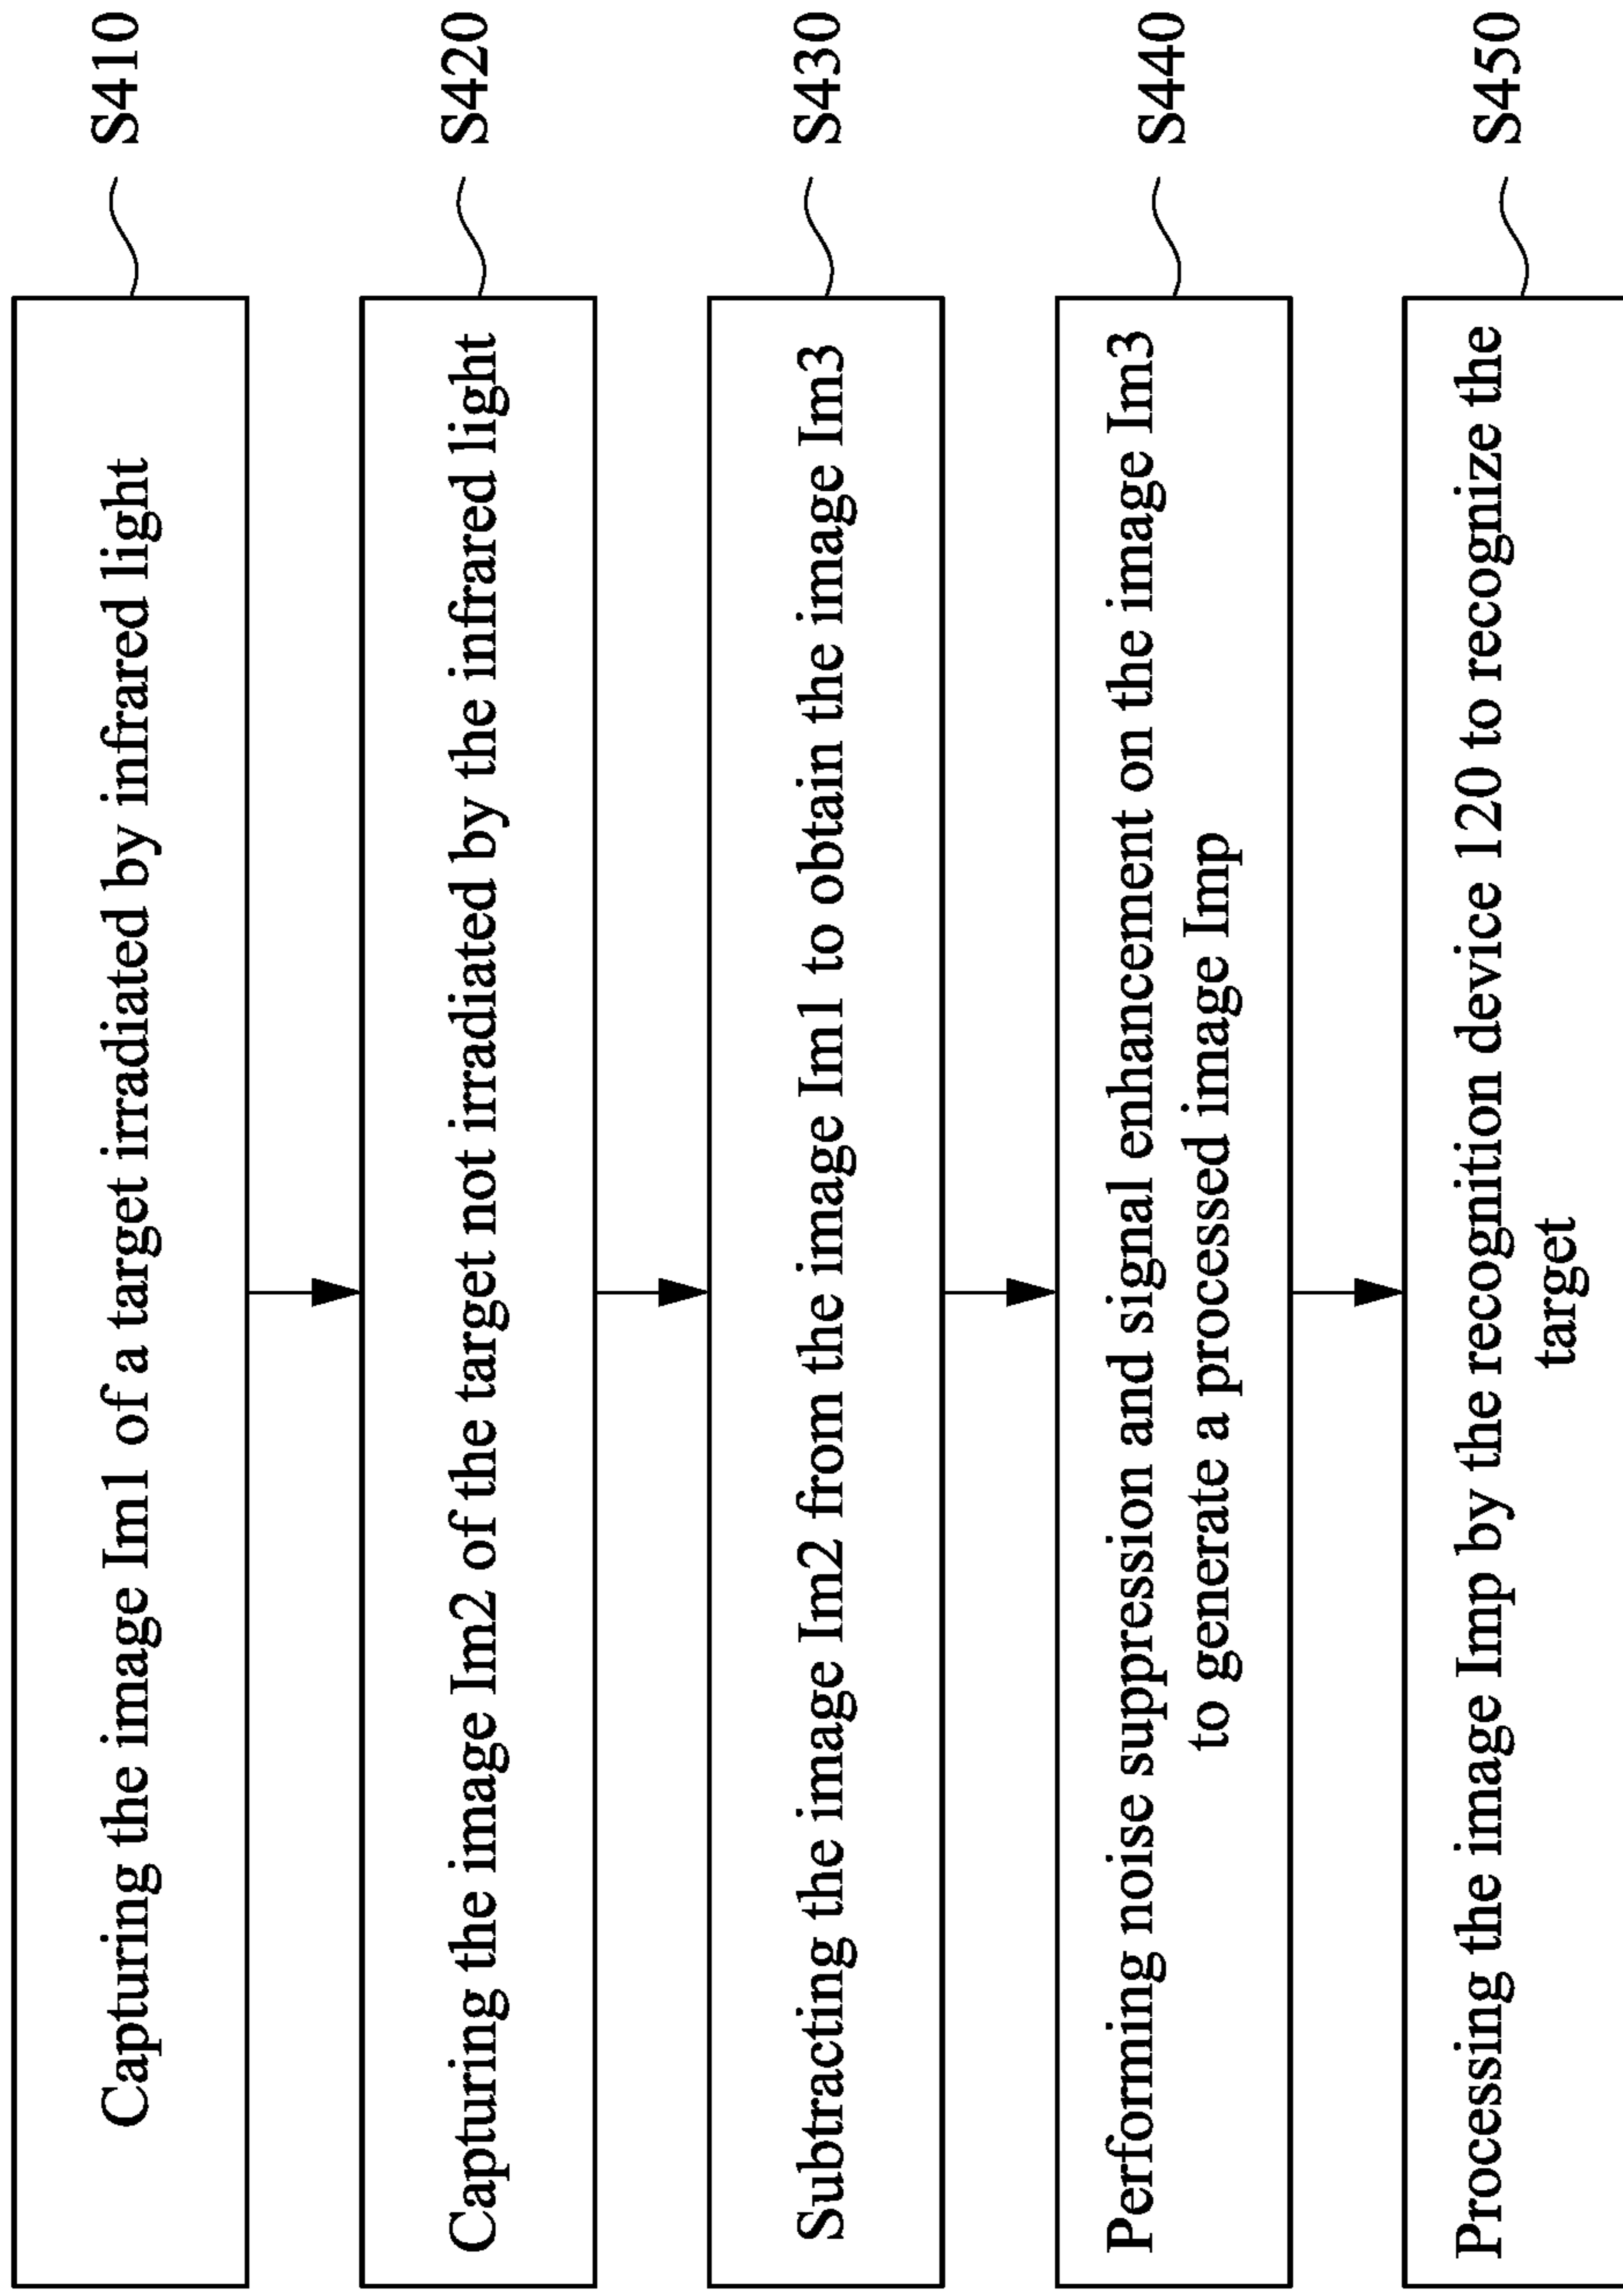 Capturing the image Im1 of a target irradiated by infrared light
S410
Capturing the image Im2 of the target not irradiated by the infrared light
S420
Subtracting the image Im2 from the image Im1 to obtain the image Im3
S430
Performing noise suppression and signal enhancement on the image Im3
to generate a processed image Imp
S440
Processing the image Imp by the recognition device 120 to recognize the
target
S450